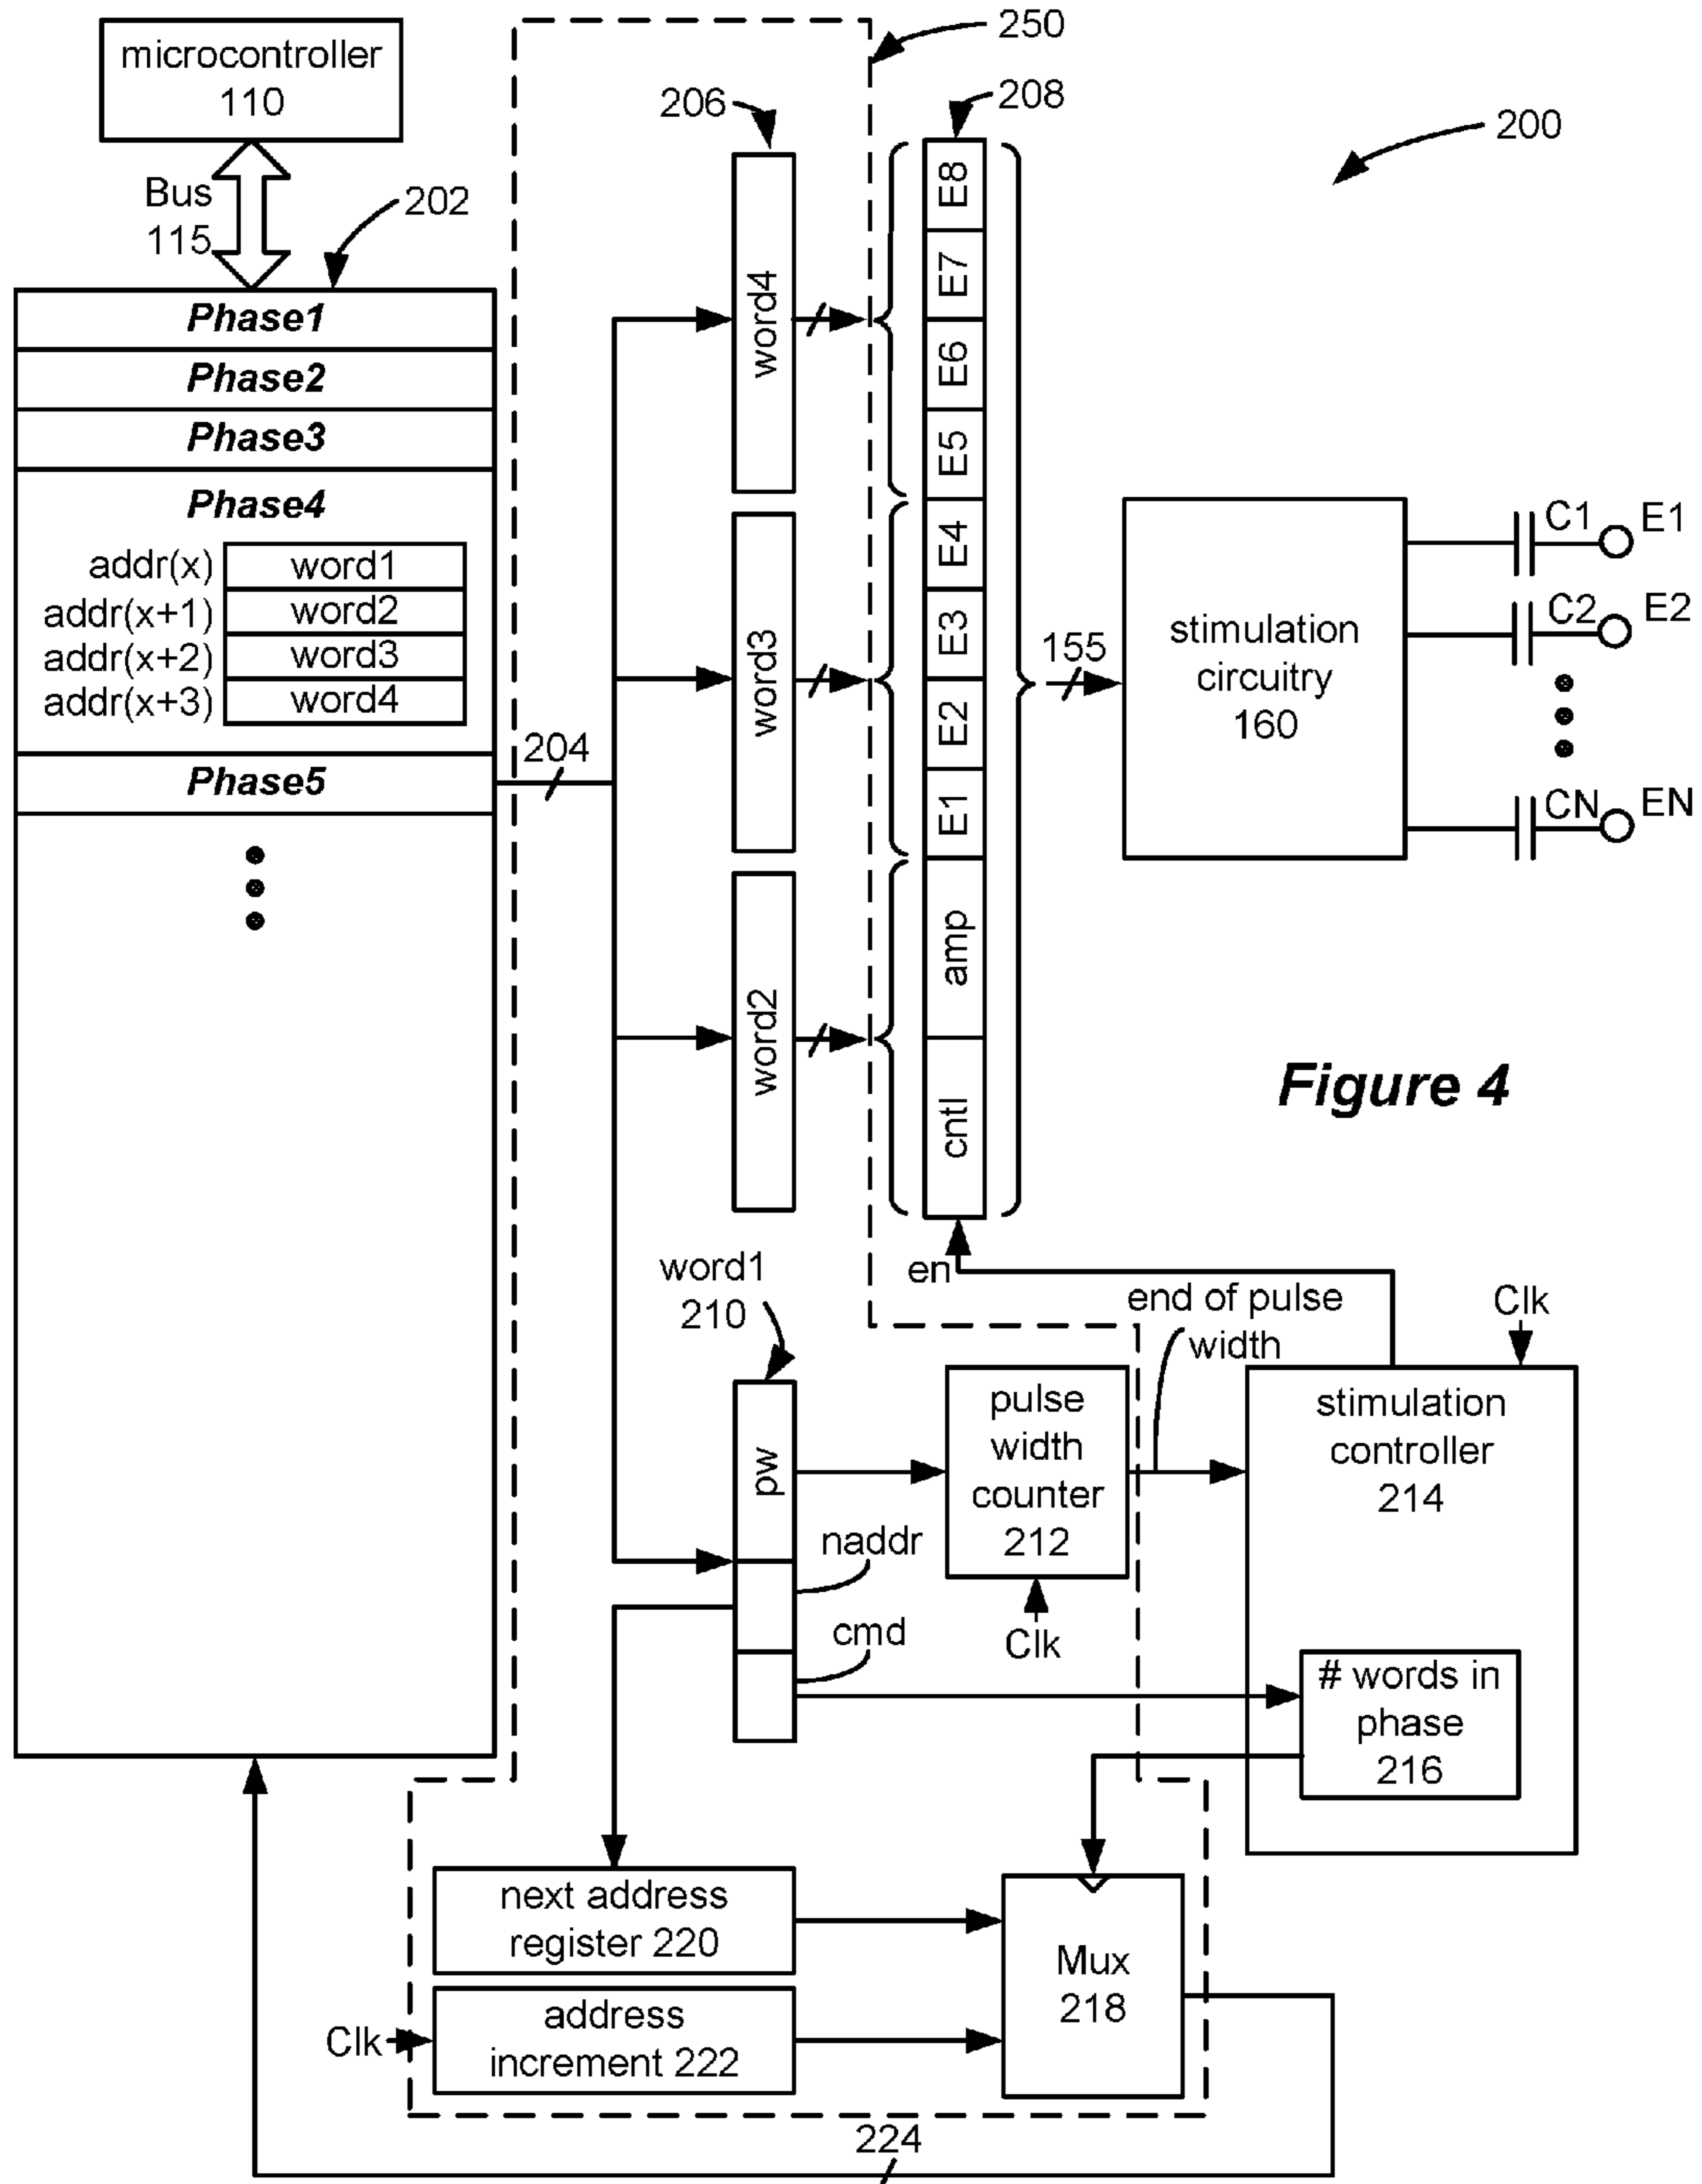 microcontroller
110
Bus
115
202
250
206
208
200
Phase1
Phase2
Phase3
Phase4
addr(x)
word1
addr(x+1)
word2
addr(x+2)
word3
addr(x+3)
word4
Phase5
204
word4
word3
word2
E8
E7
E6
E5
E4
E3
E2
E1
amp
cntl
155
stimulation
circuitry
160
C1
E1
C2
E2
CN
EN
Figure 4
en
word1
210
end of pulse
width
Clk
pw
naddr
cmd
pulse
width
counter
212
Clk
stimulation
controller
214
# words in
phase
216
next address
register 220
Clk
address
increment 222
Mux
218
224